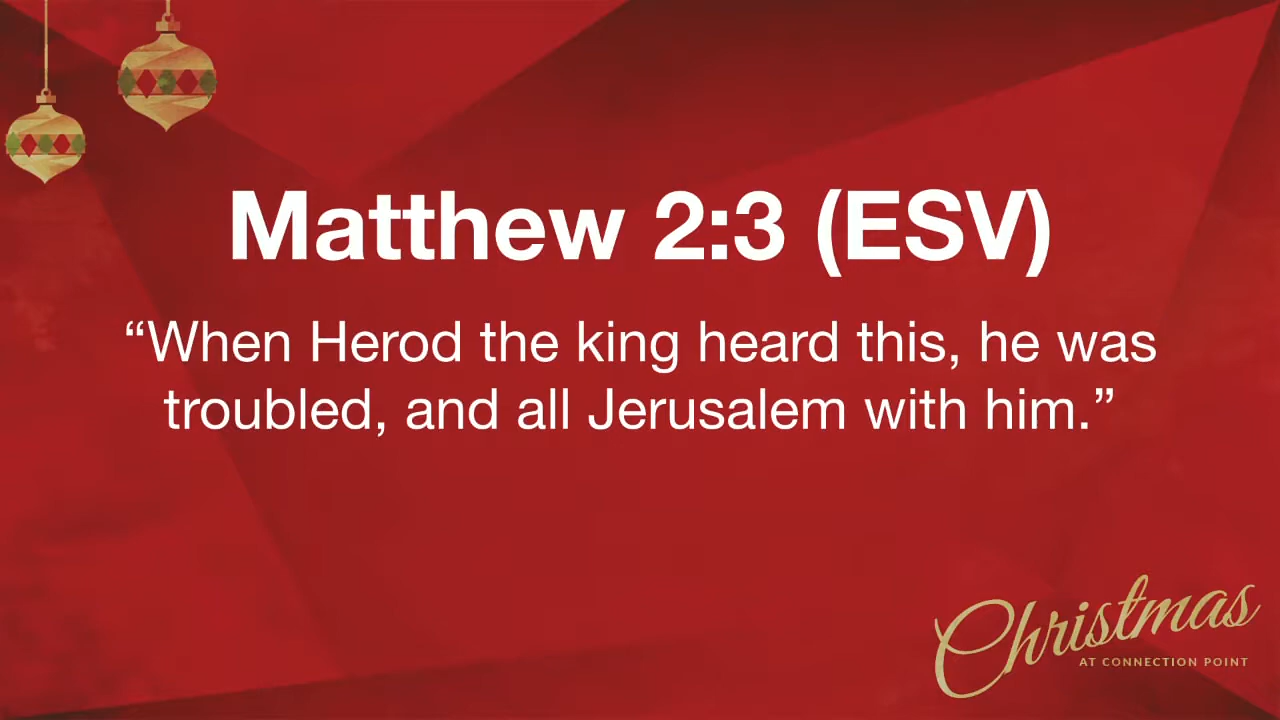 Matthew 2:3 (ESV)
“When Herod the king heard this, he was
troubled, and all Jerusalem with him.”
Christmas
AT CONNECTION POINT